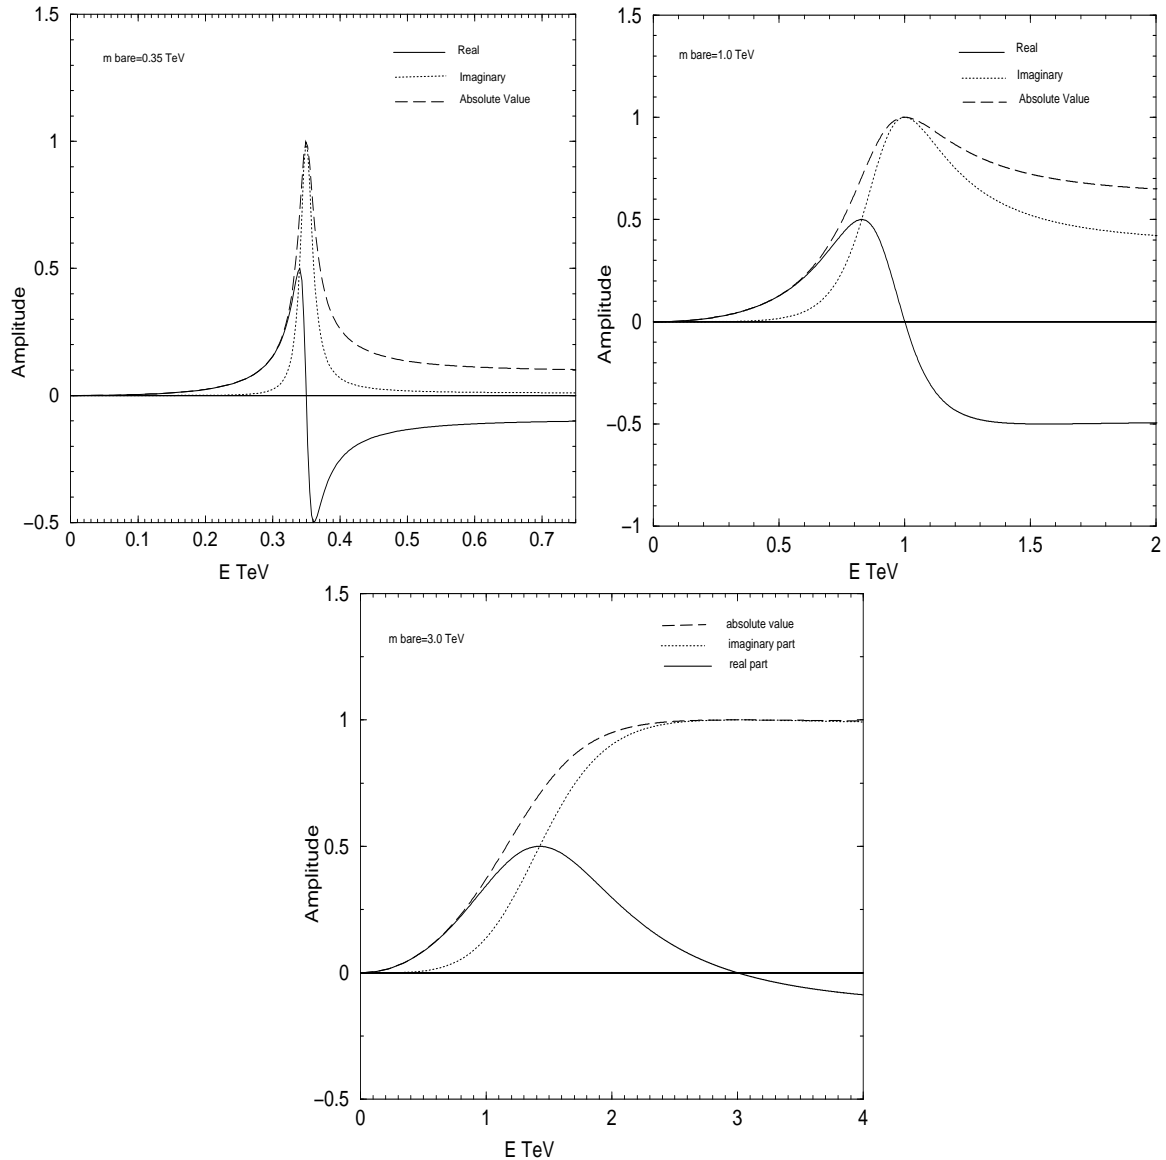 1.5
m bare=0.35 TeV
Real
Imaginary
Absolute Value
1
0.5
0
−0.5
Amplitude
0 0.1 0.2 0.3 0.4 0.5 0.6 0.7
E TeV
1.5
m bare=1.0 TeV
Real
Imaginary
Absolute Value
1
0.5
0
−0.5
−1
Amplitude
0 0.5 1 1.5 2
E TeV
1.5
m bare=3.0 TeV
absolute value
imaginary part
real part
1
0.5
0
−0.5
Amplitude
0 1 2 3 4
E TeV